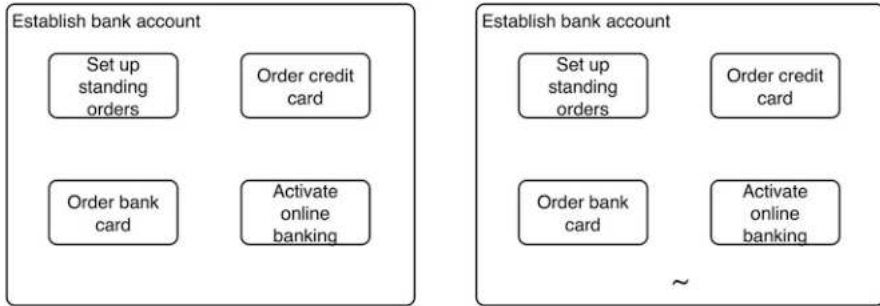 Establish bank account
Set up
standing
orders
Order credit
card
Order bank
card
Activate
online
banking
Establish bank account
Set up
standing
orders
Order credit
card
Order bank
card
Activate
online
banking
~